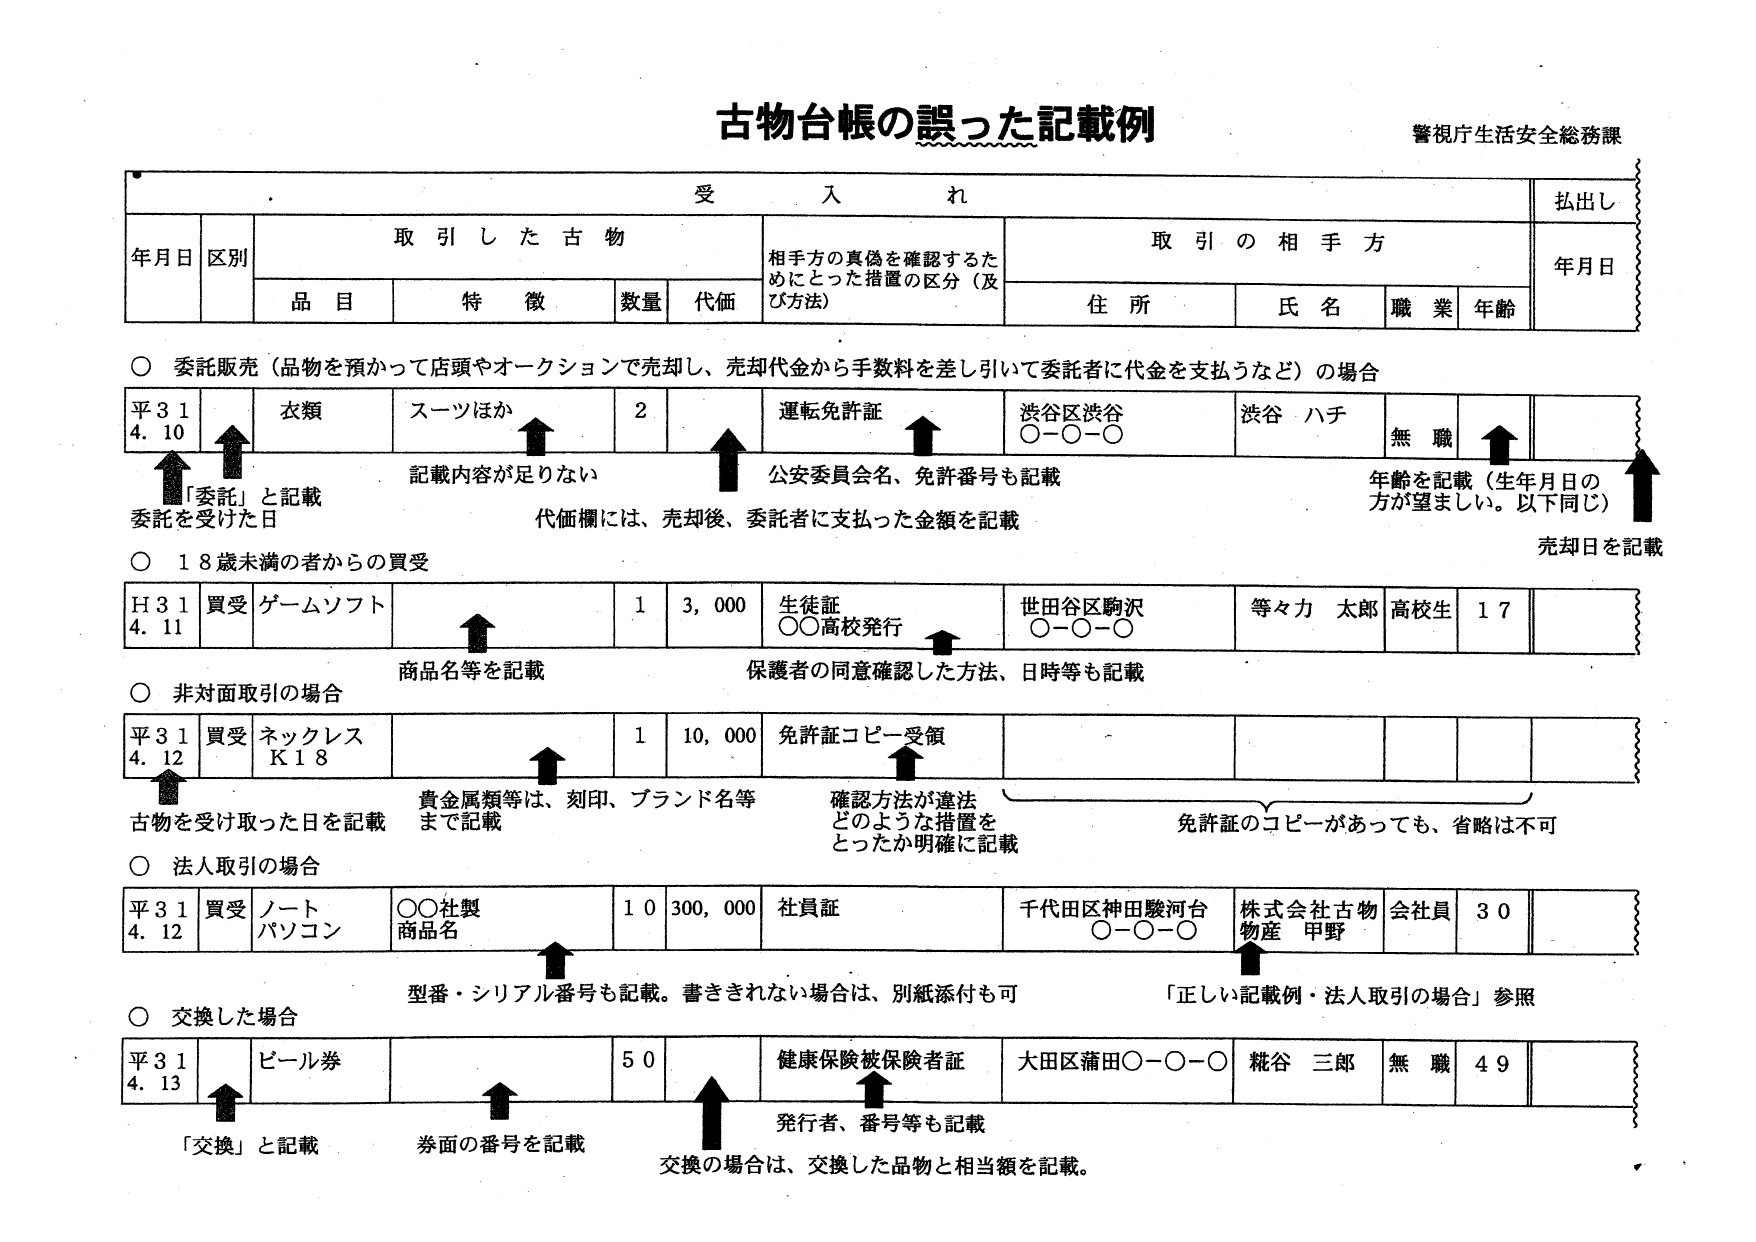 古物台帳の誤った記載例
警視庁生活安全総務課
受　入　れ
払出し
年月日
区別
取引した古物
相手方の真偽を確認するた
めにとった措置の区分（及
び方法）
取引の相手方
年月日
品目
特徴
数量
代価
住所
氏名
職業
年齢
○　委託販売（品物を預かって店頭やオークションで売却し、売却代金から手数料を差し引いて委託者に代金を支払うなど）の場合
平３１
4．10
衣類
スーツほか
２
運転免許証
渋谷区渋谷
○－○－○
渋谷　ハチ
無　職
「委託」と記載
委託を受けた日
記載内容が足りない
代価欄には、売却後、委託者に支払った金額を記載
公安委員会名、免許番号も記載
年齢を記載（生年月日の
方が望ましい。以下同じ）
売却日を記載
○　１８歳未満の者からの買受
Ｈ３１
4．11
買受
ゲームソフト
１
3，000
生徒証
○○高校発行
世田谷区駒沢
○－○－○
等々力　太郎
高校生
１７
商品名等を記載
保護者の同意確認した方法、日時等も記載
○　非対面取引の場合
平３１
4．12
買受
ネックレス
Ｋ１８
１
10，000
免許証コピー受領
古物を受け取った日を記載
貴金属類等は、刻印、ブランド名等
まで記載
確認方法が違法
どのような措置を
とったか明確に記載
免許証のコピーがあっても、省略は不可
○　法人取引の場合
平３１
4．12
買受
ノート
パソコン
○○社製
商品名
１０
300，000
社員証
千代田区神田駿河台
○－○－○
株式会社古物
物産　甲野
会社員
３０
型番・シリアル番号も記載。書ききれない場合は、別紙添付も可
「正しい記載例・法人取引の場合」参照
○　交換した場合
平３１
4．13
ビール券
５０
健康保険被保険者証
大田区蒲田○－○－○
糀谷　三郎
無　職
４９
「交換」と記載
券面の番号を記載
発行者、番号等も記載
交換の場合は、交換した品物と相当額を記載。